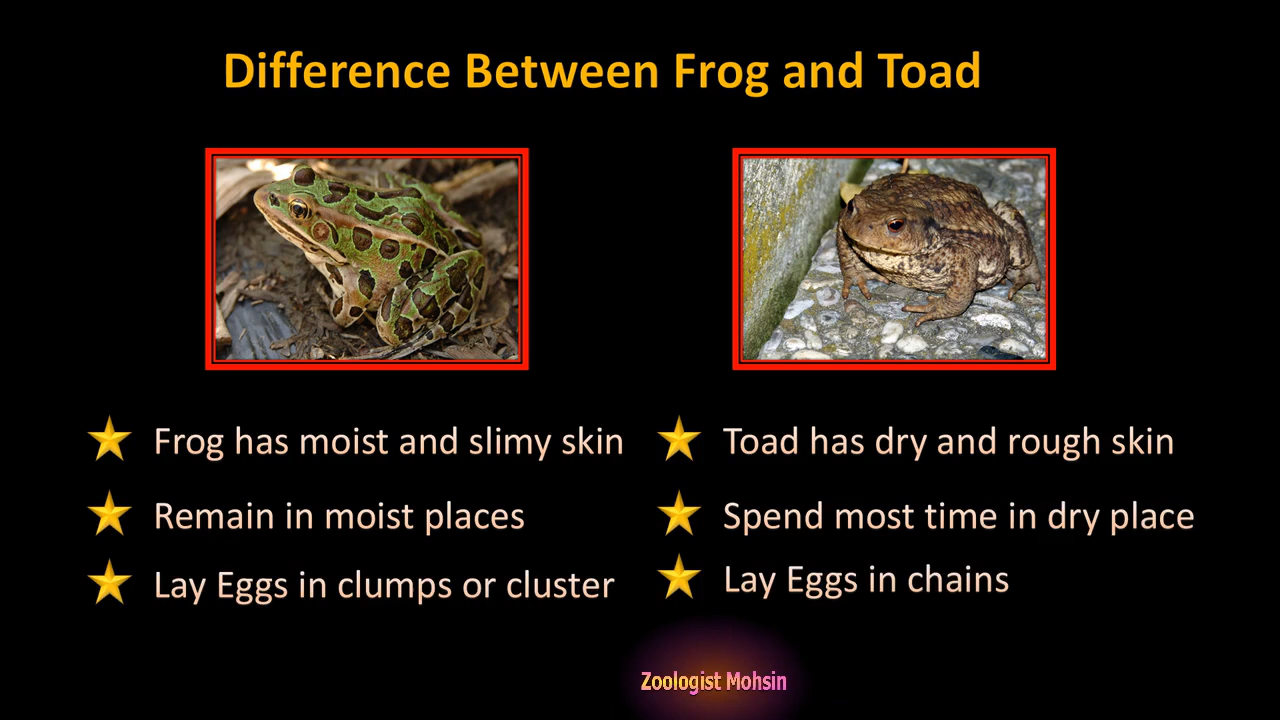 Difference Between Frog and Toad
Frog has moist and slimy skin
Remain in moist places
Lay Eggs in clumps or cluster
Toad has dry and rough skin
Spend most time in dry place
Lay Eggs in chains
Zoologist Mohsin